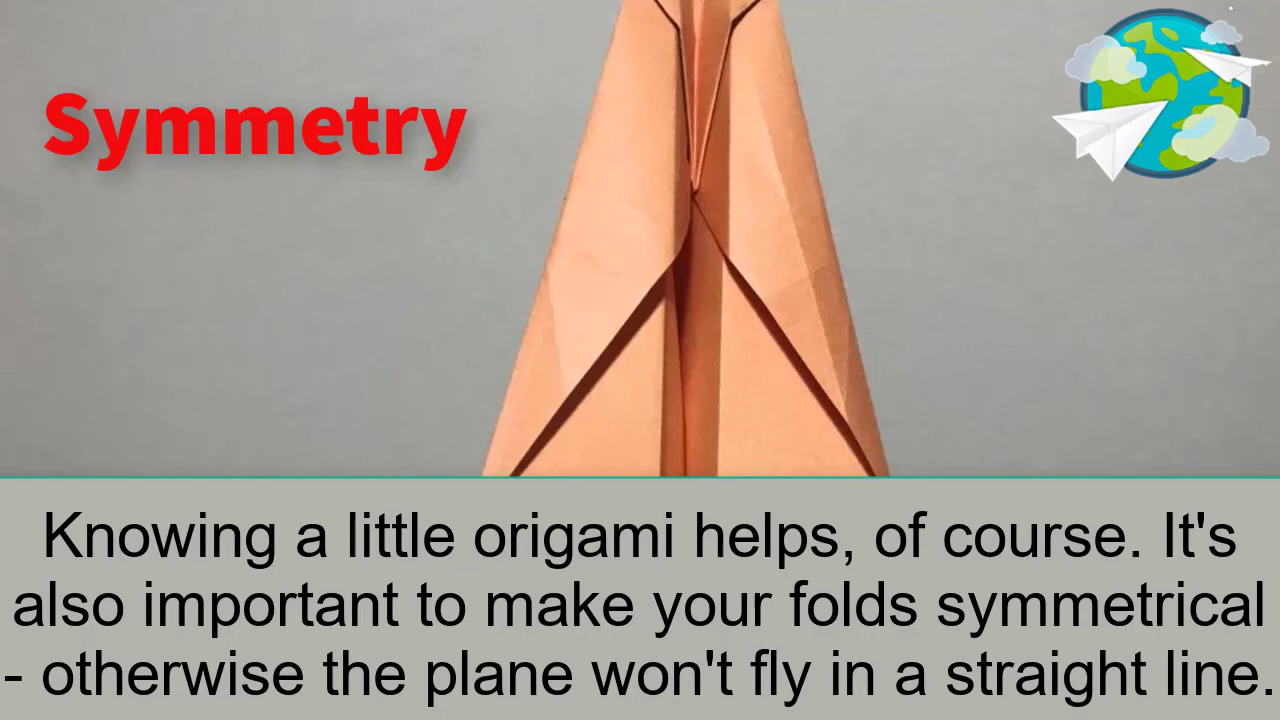 Symmetry
Knowing a little origami helps, of course. It's
also important to make your folds symmetrical
- otherwise the plane won't fly in a straight line.